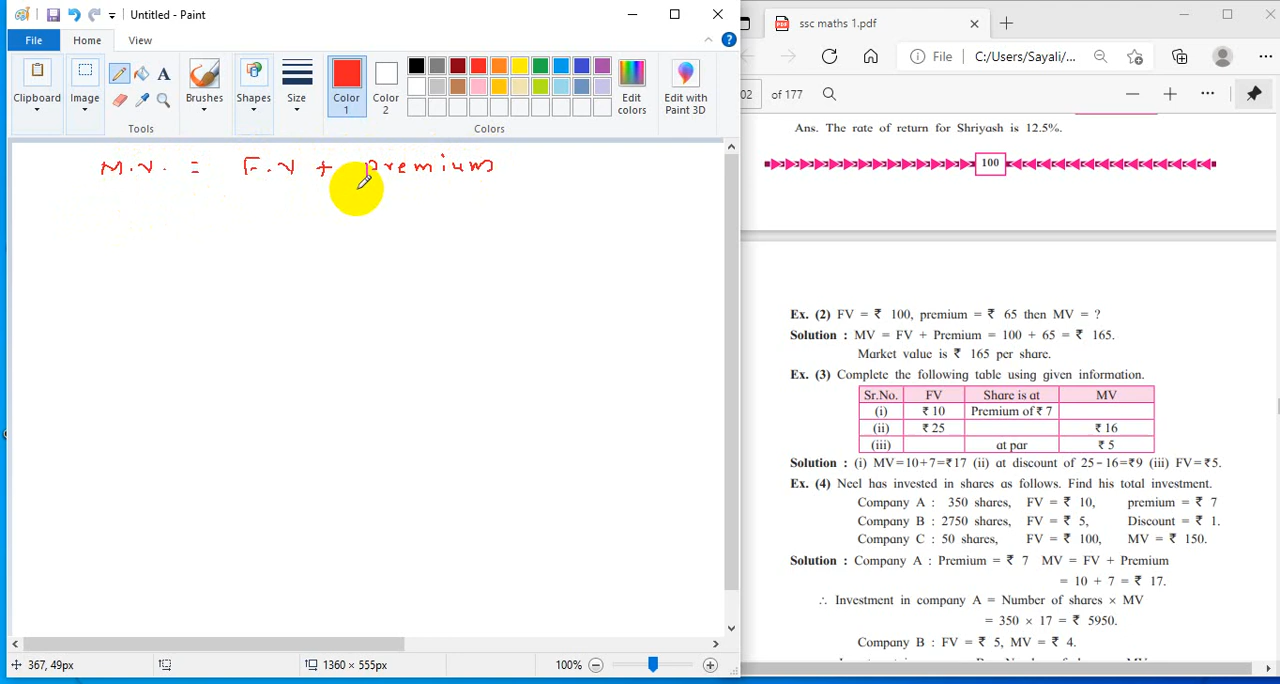 Untitled - Paint
File
Home
View
Clipboard
Image
Tools
Brushes
Shapes
Size
Color 1
Color 2
Colors
Edit colors
Edit with Paint 3D
M.V. = F.V + premium
367, 49px
1360 × 555px
100%
ssc maths 1.pdf
File
C:/Users/Sayali/...
02 of 177
Ans. The rate of return for Shriyash is 12.5%.
100
Ex. (2) FV = ₹ 100, premium = ₹ 65 then MV = ?
Solution : MV = FV + Premium = 100 + 65 = ₹ 165.
Market value is ₹ 165 per share.
Ex. (3) Complete the following table using given information.
Sr.No. FV Share is at MV
(i) ₹ 10 Premium of ₹ 7
(ii) ₹ 25 ₹ 16
(iii) at par ₹ 5
Solution : (i) MV=10+7=₹17 (ii) at discount of 25-16=₹9 (iii) FV=₹5.
Ex. (4) Neel has invested in shares as follows. Find his total investment.
Company A : 350 shares, FV = ₹ 10, premium = ₹ 7
Company B : 2750 shares, FV = ₹ 5, Discount = ₹ 1.
Company C : 50 shares, FV = ₹ 100, MV = ₹ 150.
Solution : Company A : Premium = ₹ 7 MV = FV + Premium
= 10 + 7 = ₹ 17.
∴ Investment in company A = Number of shares × MV
= 350 × 17 = ₹ 5950.
Company B : FV = ₹ 5, MV = ₹ 4.